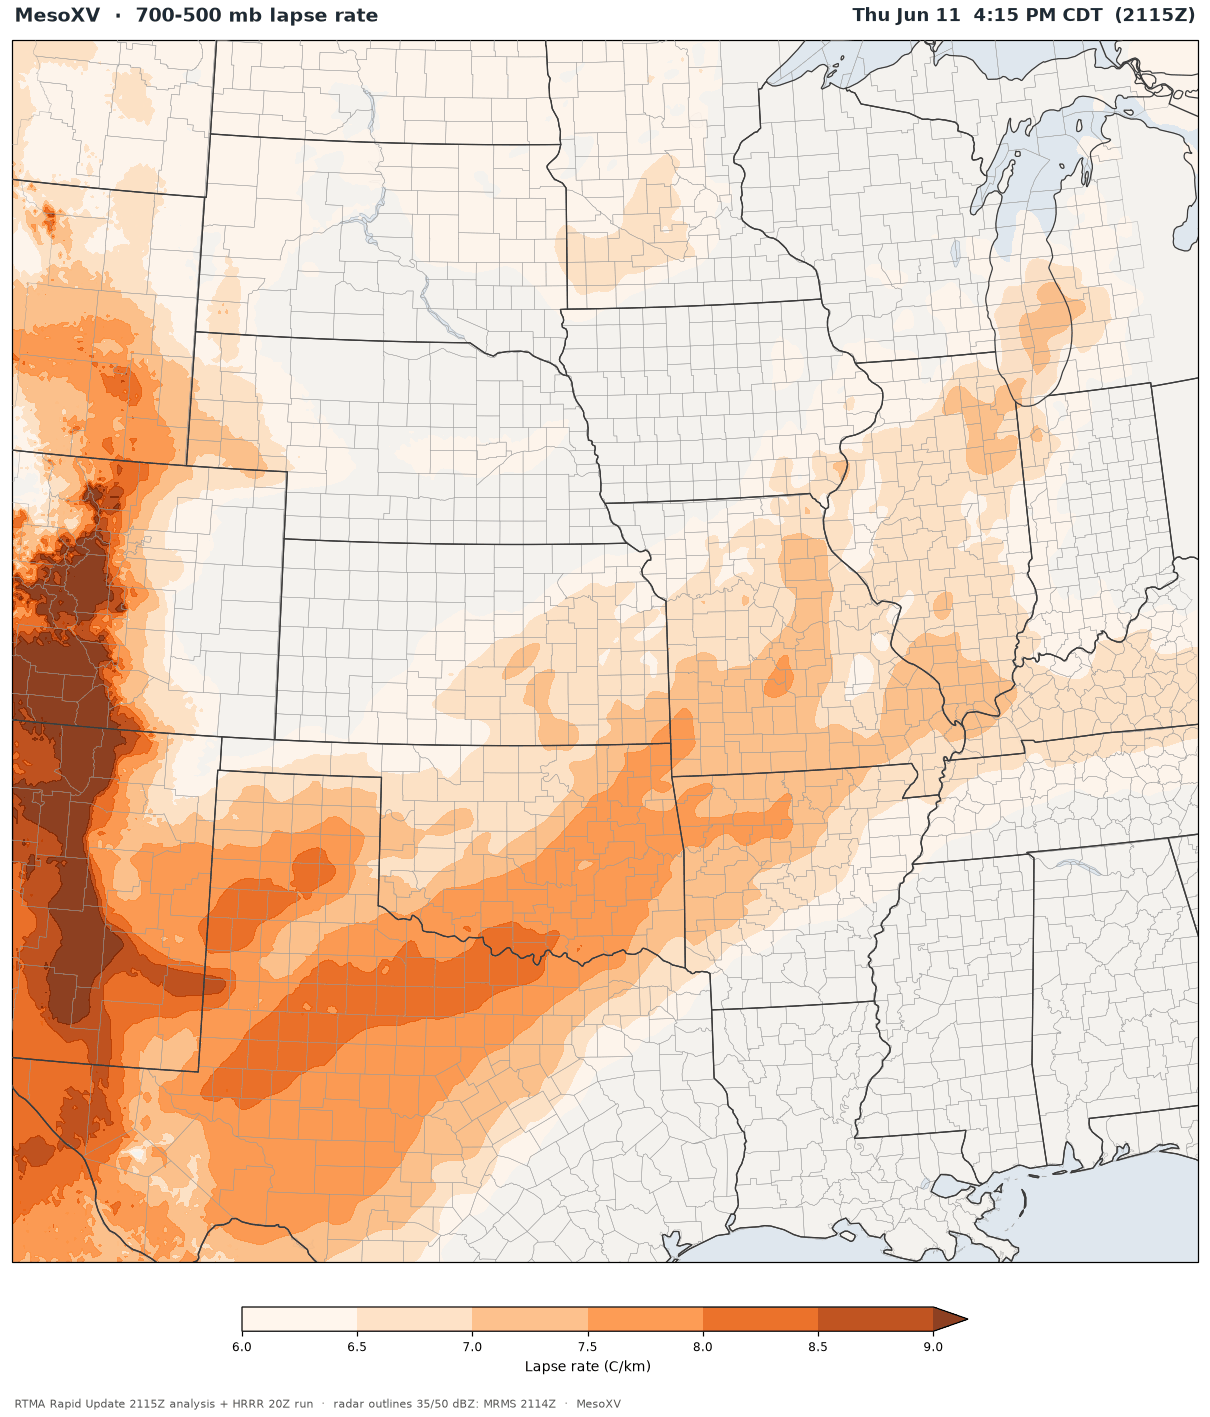 MesoXV · 700-500 mb lapse rate
Thu Jun 11 4:15 PM CDT (2115Z)
6.0 6.5 7.0 7.5 8.0 8.5 9.0
Lapse rate (C/km)
RTMA Rapid Update 2115Z analysis + HRRR 20Z run · radar outlines 35/50 dBZ: MRMS 2114Z · MesoXV